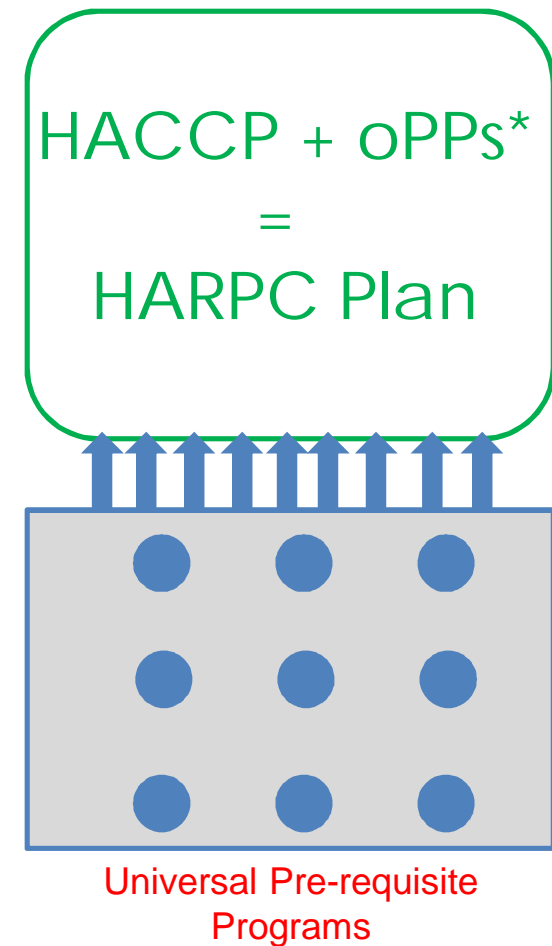 HACCP + oPPs*
=
HARPC Plan
Universal Pre-requisite
Programs